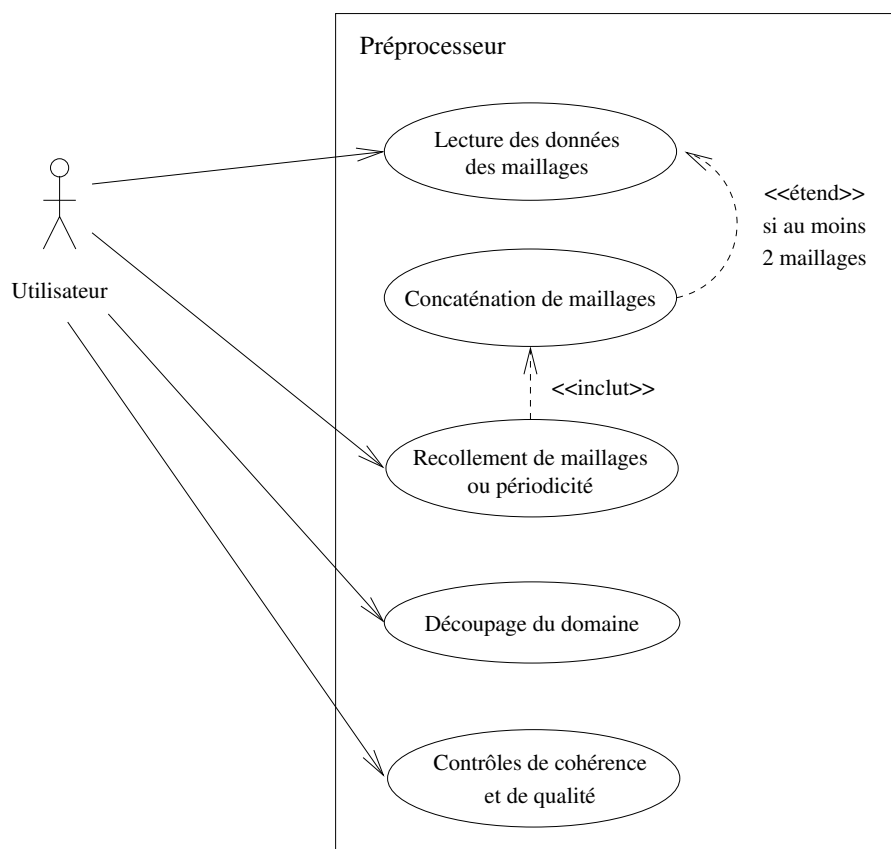 Préprocesseur
Lecture des données
des maillages
<<étend>>
si au moins
2 maillages
Utilisateur
Concaténation de maillages
<<inclut>>
Recollement de maillages
ou périodicité
Découpage du domaine
Contrôles de cohérence
et de qualité